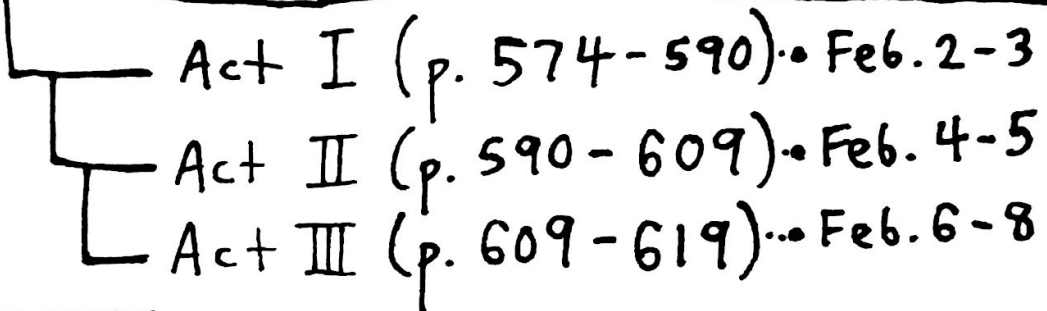 Act I (p. 574-590)•• Feb. 2-3
Act II (p. 590-609)•• Feb. 4-5
Act III (p. 609-619)••• Feb. 6-8